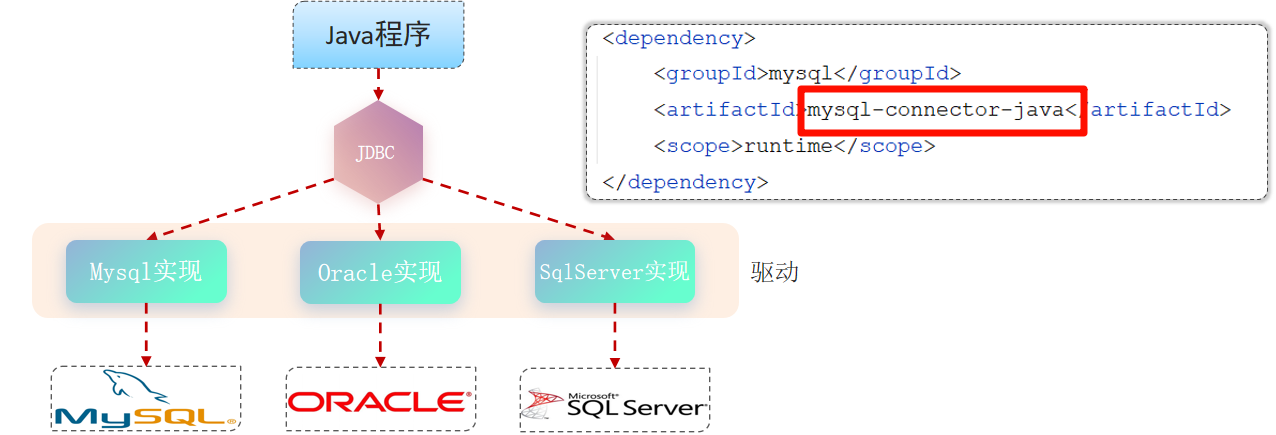 Java程序
<dependency>
<groupId>mysql</groupId>
<artifactId>mysql-connector-java</artifactId>
<scope>runtime</scope>
</dependency>
JDBC
Mysql实现
Oracle实现
SqlServer实现
驱动
MySQL®
ORACLE®
Microsoft®
SQL Server